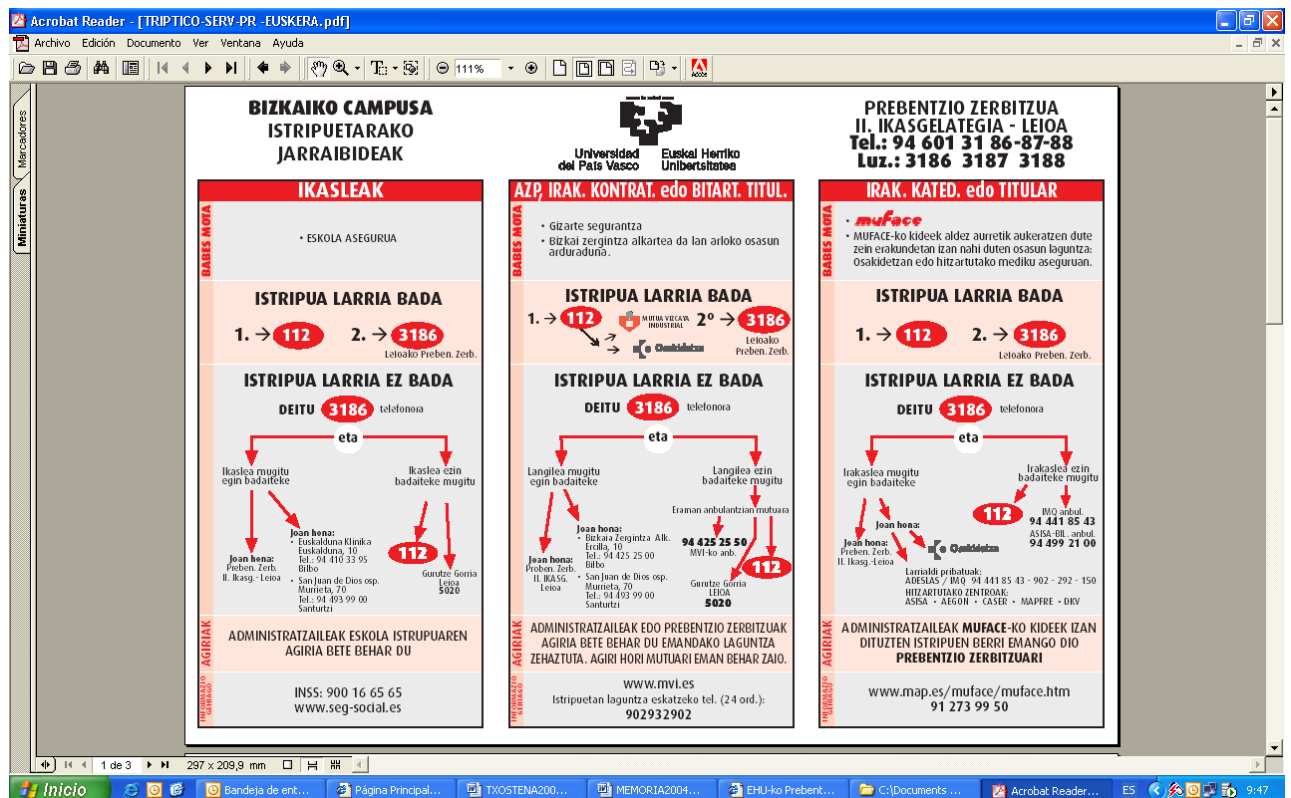 Acrobat Reader - [TRIPTICO-SERV-PR -EUSKERA.pdf]
Archivo Edición Documento Ver Ventana Ayuda
111%
Adobe
Marcadores
Miniaturas
BIZKAIKO CAMPUSA
ISTRIPUETARAKO
JARRAIBIDEAK
Universidad del País Vasco
Euskal Herriko Unibertsitatea
PREBENTZIO ZERBITZUA
II. IKASGELATEGIA - LEIOA
Tel.: 94 601 31 86-87-88
Luz.: 3186 3187 3188
IKASLEAK
BABES MOTA
• ESKOLA ASEGURUA
ISTRIPUA LARRIA BADA
1. → 112 2. → 3186
Leioako Preben. Zerb.
ISTRIPUA LARRIA EZ BADA
DEITU 3186 telefonora
eta
Ikaslea mugitu
egin badaiteke
Ikaslea ezin
badaiteke mugitu
Joan hona:
Preben. Zerb.
II. Ikasg.- Leioa
Joan hona:
• Euskalduna Klinika
Euskalduna, 10
Tel.: 94 410 33 95
Bilbo
• San Juan de Dios osp.
Murrieta, 70
Tel.: 94 493 99 00
Santurtzi
112
Gurutze Gorria
Leioa
5020
AGIRIAK
ADMINISTRATZAILEAK ESKOLA ISTRUPUAREN
AGIRIA BETE BEHAR DU
INFORMAZIO
GEHIAGO
INSS: 900 16 65 65
www.seg-social.es
AZP, IRAK. KONTRAT. edo BITART. TITUL.
BABES MOTA
• Gizarte segurantza
• Bizkai zergintza alkartea da lan arloko osasun
arduraduna.
ISTRIPUA LARRIA BADA
1. → 112 MUTUA VIZCAYA INDUSTRIAL 2º → 3186
→ Osakidetza
Leioako
Preben. Zerb.
ISTRIPUA LARRIA EZ BADA
DEITU 3186 telefonora
eta
Langilea mugitu
egin badaiteke
Langilea ezin
badaiteke mugitu
Eraman anbulantzian mutuara
Joan hona:
Proben. Zerb.
II. IKASG.
Leioa
Joan hona:
• Bizkaia Zergintza Alk.
Ercilla, 10
Tel.: 94 425 25 00
Bilbo
• San Juan de Dios osp.
Murrieta, 70
Tel.: 94 493 99 00
Santurtzi
94 425 25 50
MVI-ko anb.
112
Gurutze Gorria
LEIOA
5020
AGIRIAK
ADMINISTRATZAILEAK EDO PREBENTZIO ZERBITZUAK
AGIRIA BETE BEHAR DU EMANDAKO LAGUNTZA
ZEHAZTUTA. AGIRI HORI MUTUARI EMAN BEHAR ZAIO.
INFORMAZIO
GEHIAGO
www.mvi.es
Istripuetan laguntza eskatzeko tel. (24 ord.):
902932902
IRAK. KATED. edo TITULAR
BABES MOTA
• muface
• MUFACE-ko kideek aldez aurretik aukeratzen dute
zein erakundetan izan nahi duten osasun laguntza:
Osakidetzan edo hitzartutako mediku aseguruan.
ISTRIPUA LARRIA BADA
1. → 112 2. → 3186
Leioako Preben. Zerb.
ISTRIPUA LARRIA EZ BADA
DEITU 3186 telefonora
eta
Irakaslea mugitu
egin badaiteke
Irakaslea ezin
badaiteke mugitu
112
IMQ anbul.
94 441 85 43
ASISA-BIL. anbul.
94 499 21 00
Joan hona:
Osakidetza
Joan hona:
Preben. Zerb.
II. Ikasg.-Leioa
Larrialdi pribatuak:
ADESLAS / IMQ 94 441 85 43 - 902 - 292 - 150
HITZARTUTAKO ZENTROAK:
ASISA • AEGON • CASER • MAPFRE • DKV
AGIRIAK
ADMINISTRATZAILEAK MUFACE-KO KIDEEK IZAN
DITUZTEN ISTRIPUEN BERRI EMANGO DIO
PREBENTZIO ZERBITZUARI
INFORMAZIO
GEHIAGO
www.map.es/muface/muface.htm
91 273 99 50
1 de 3 297 x 209,9 mm
Inicio Bandeja de ent... Página Principal... TXOSTENA200... MEMORIA2004... EHU-ko Prebent... C:\Documents ... Acrobat Reader... ES 9:47